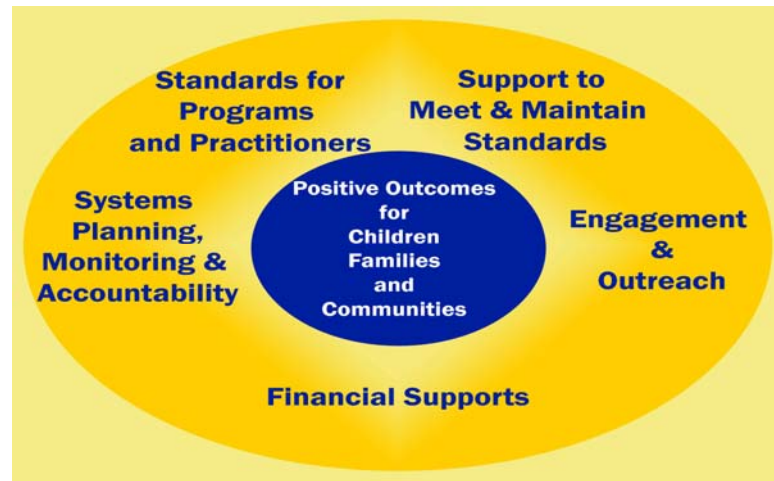 Standards for
Programs
and Practitioners
Support to
Meet & Maintain
Standards
Systems
Planning,
Monitoring &
Accountability
Positive Outcomes
for
Children
Families
and
Communities
Engagement
&
Outreach
Financial Supports